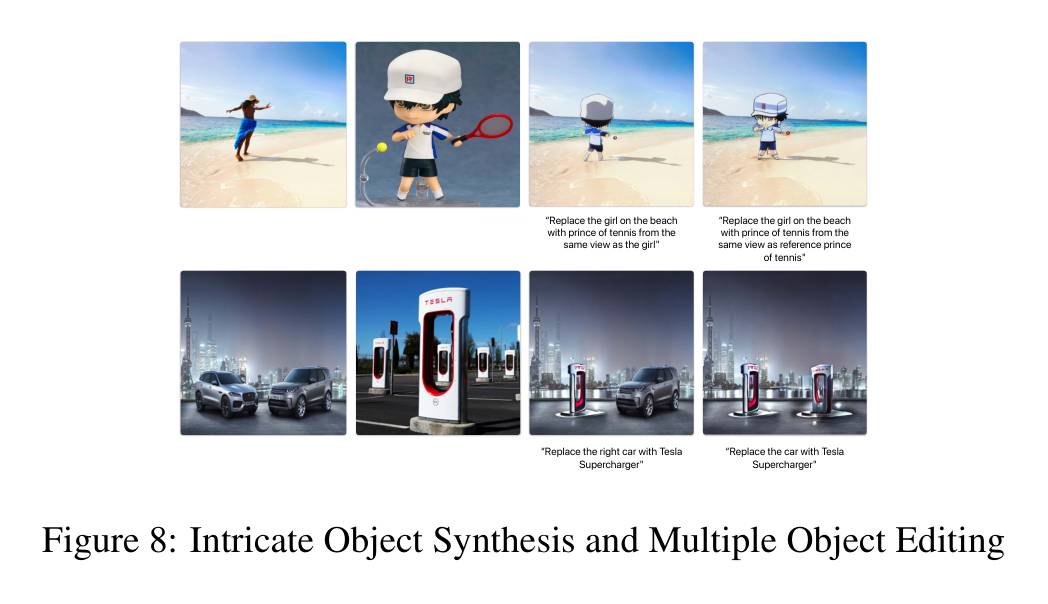 "Replace the girl on the beach
with prince of tennis from the
same view as the girl"
"Replace the girl on the beach
with prince of tennis from the
same view as reference prince
of tennis"
TESLA
"Replace the right car with Tesla
Supercharger"
"Replace the car with Tesla
Supercharger"
Figure 8: Intricate Object Synthesis and Multiple Object Editing